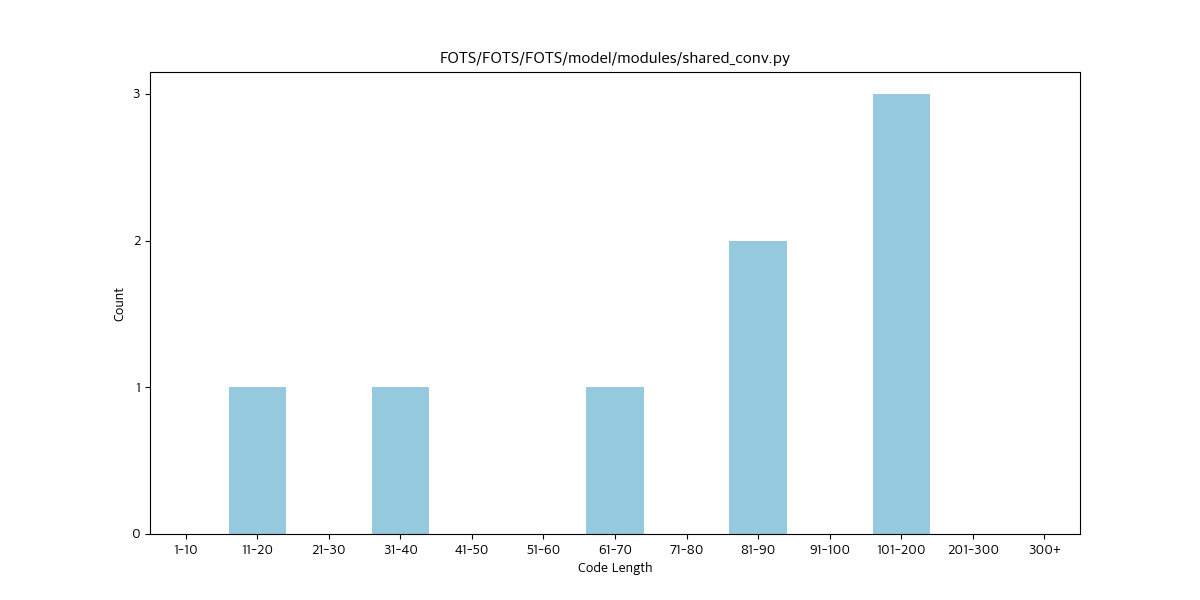 FOTS/FOTS/FOTS/model/modules/shared_conv.py
3
2
1
0
Count
1-10 11-20 21-30 31-40 41-50 51-60 61-70 71-80 81-90 91-100 101-200 201-300 300+
Code Length